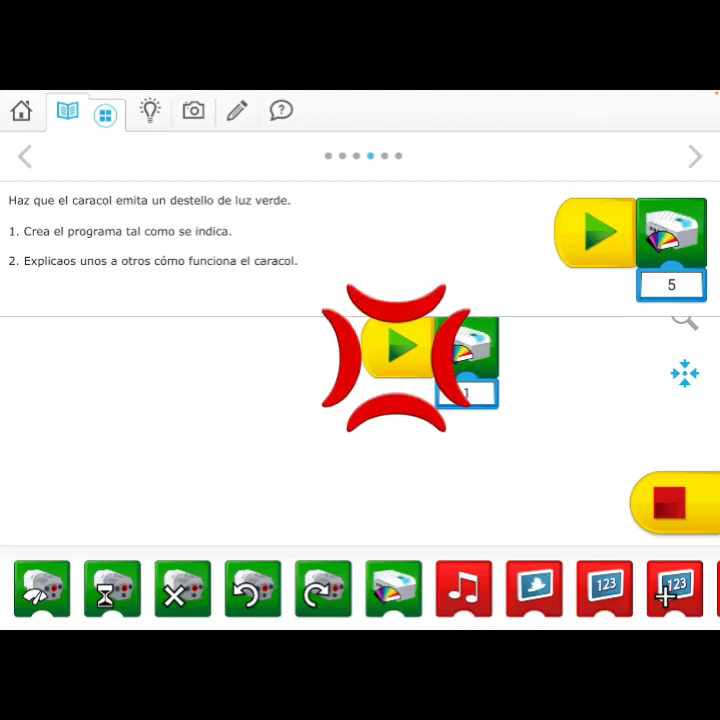 ?
Haz que el caracol emita un destello de luz verde.
1. Crea el programa tal como se indica.
2. Explicaos unos a otros cómo funciona el caracol.
5
1
123
123